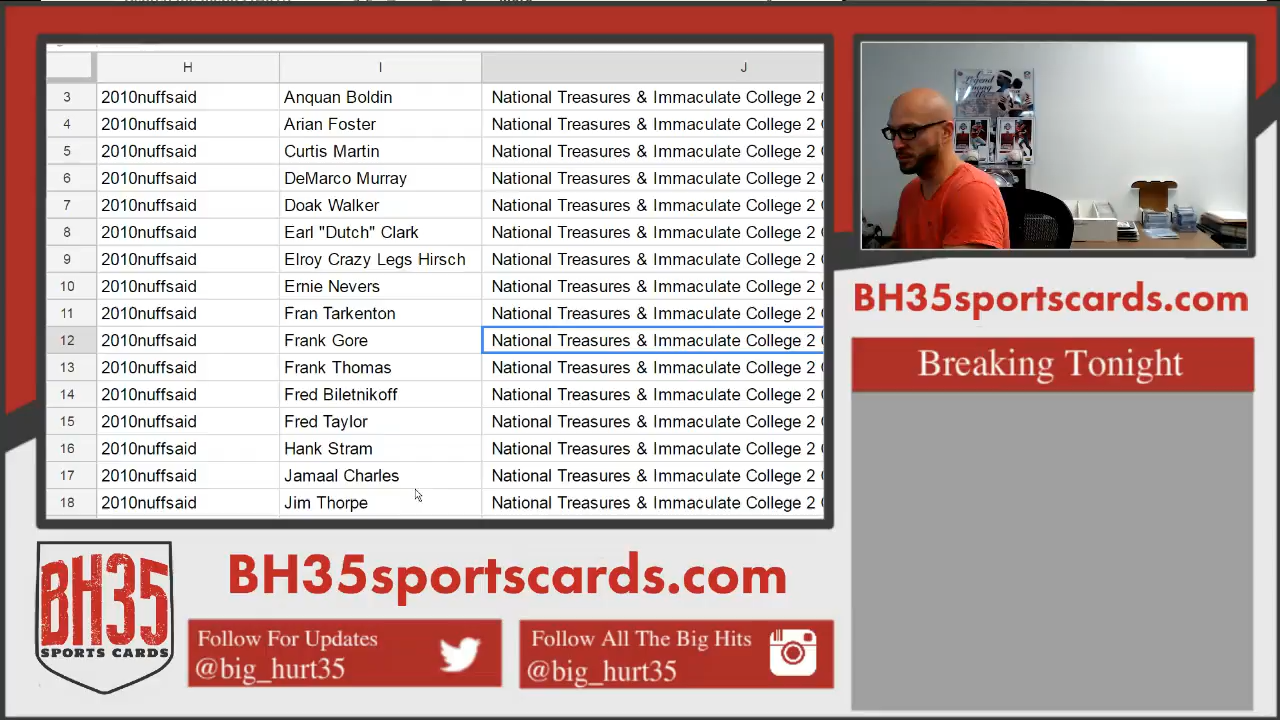 H I J
3 2010nuffsaid Anquan Boldin National Treasures & Immaculate College 2
4 2010nuffsaid Arian Foster National Treasures & Immaculate College 2
5 2010nuffsaid Curtis Martin National Treasures & Immaculate College 2
6 2010nuffsaid DeMarco Murray National Treasures & Immaculate College 2
7 2010nuffsaid Doak Walker National Treasures & Immaculate College 2
8 2010nuffsaid Earl "Dutch" Clark National Treasures & Immaculate College 2
9 2010nuffsaid Elroy Crazy Legs Hirsch National Treasures & Immaculate College 2
10 2010nuffsaid Ernie Nevers National Treasures & Immaculate College 2
11 2010nuffsaid Fran Tarkenton National Treasures & Immaculate College 2
12 2010nuffsaid Frank Gore National Treasures & Immaculate College 2
13 2010nuffsaid Frank Thomas National Treasures & Immaculate College 2
14 2010nuffsaid Fred Biletnikoff National Treasures & Immaculate College 2
15 2010nuffsaid Fred Taylor National Treasures & Immaculate College 2
16 2010nuffsaid Hank Stram National Treasures & Immaculate College 2
17 2010nuffsaid Jamaal Charles National Treasures & Immaculate College 2
18 2010nuffsaid Jim Thorpe National Treasures & Immaculate College 2
BH35sportscards.com
Breaking Tonight
BH35
SPORTS CARDS
BH35sportscards.com
Follow For Updates
@big_hurt35
Follow All The Big Hits
@big_hurt35